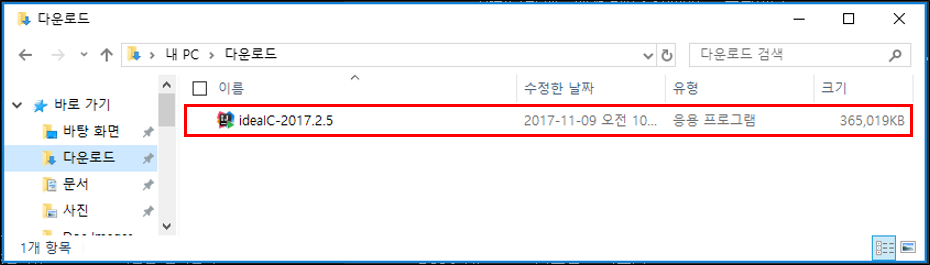 다운로드
내 PC > 다운로드
다운로드 검색
이름 수정한 날짜 유형 크기
바로 가기
ideaIC-2017.2.5 2017-11-09 오전 10... 응용 프로그램 365,019KB
바탕 화면
다운로드
문서
사진
1개 항목